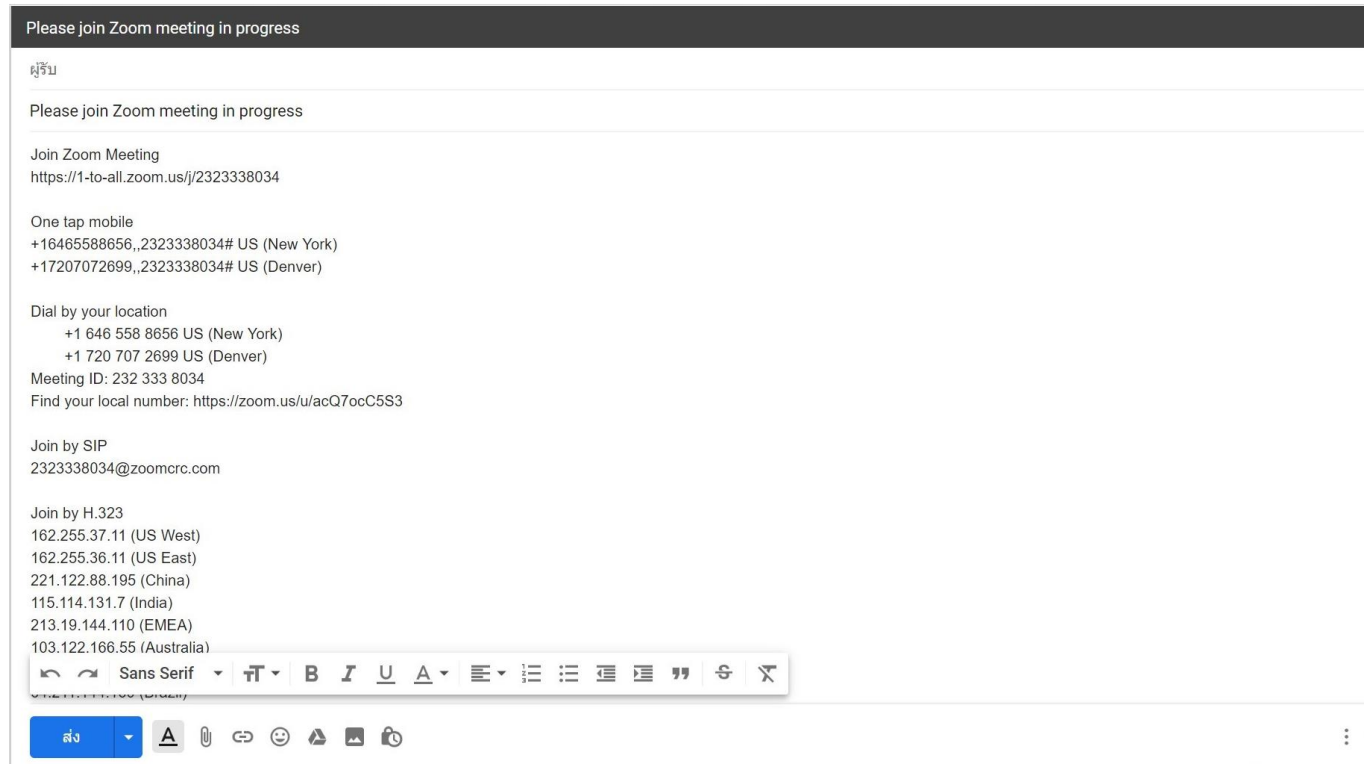 Please join Zoom meeting in progress
ผู้รับ
Please join Zoom meeting in progress
Join Zoom Meeting
https://1-to-all.zoom.us/j/2323338034
One tap mobile
+16465588656,,2323338034# US (New York)
+17207072699,,2323338034# US (Denver)
Dial by your location
+1 646 558 8656 US (New York)
+1 720 707 2699 US (Denver)
Meeting ID: 232 333 8034
Find your local number: https://zoom.us/u/acQ7ocC5S3
Join by SIP
2323338034@zoomcrc.com
Join by H.323
162.255.37.11 (US West)
162.255.36.11 (US East)
221.122.88.195 (China)
115.114.131.7 (India)
213.19.144.110 (EMEA)
103.122.166.55 (Australia)
Sans Serif
(Brazil)
ส่ง